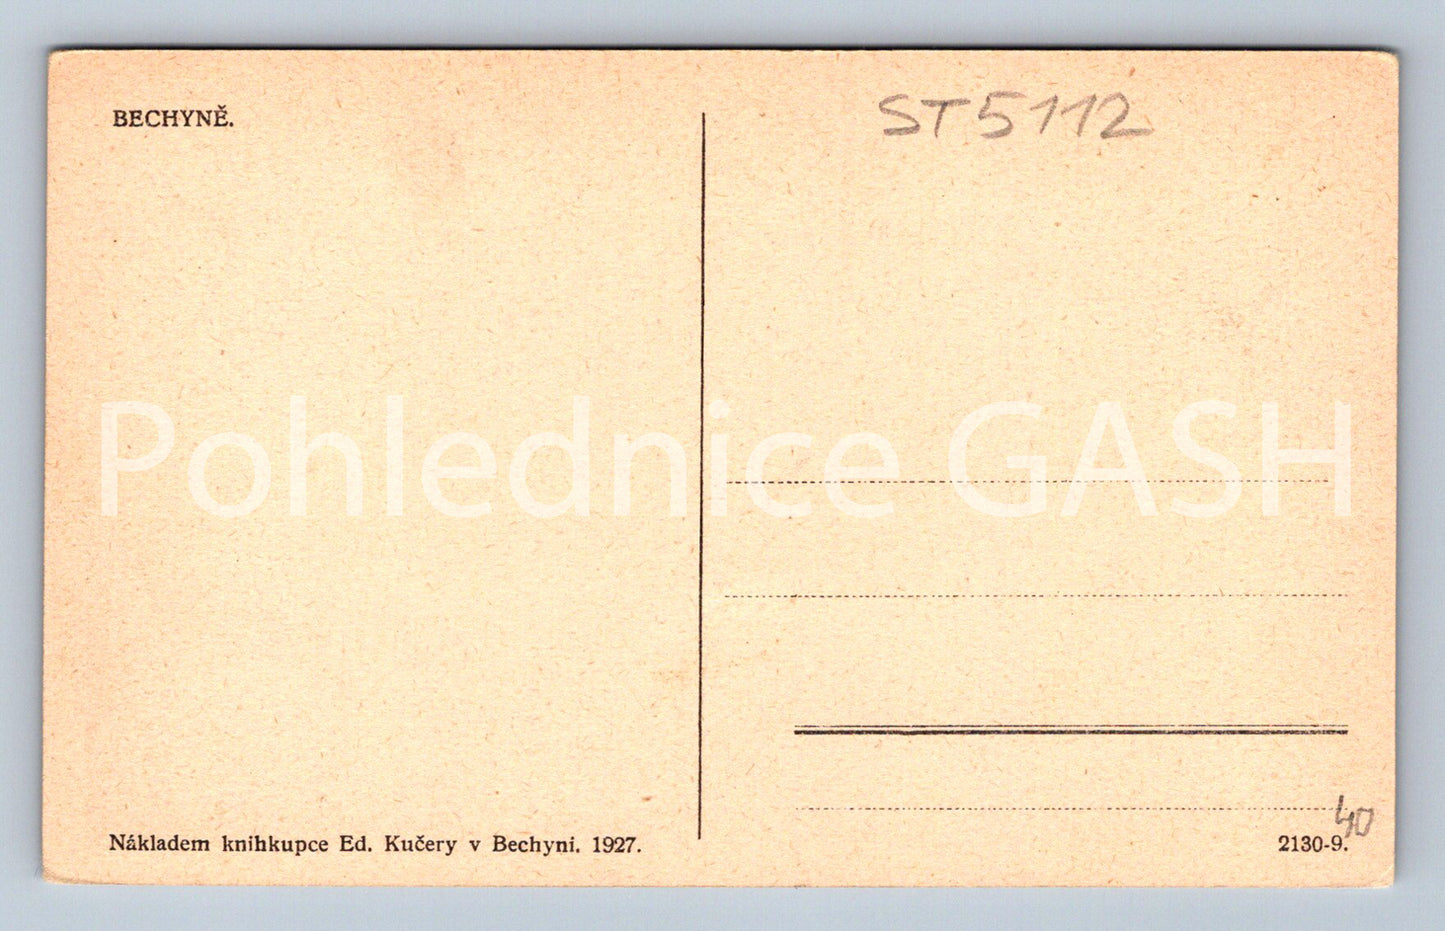 BECHYNĚ.
ST5112
Pohlednice GASH
40
Nákladem knihkupce Ed. Kučery v Bechyni. 1927.
2130-9.